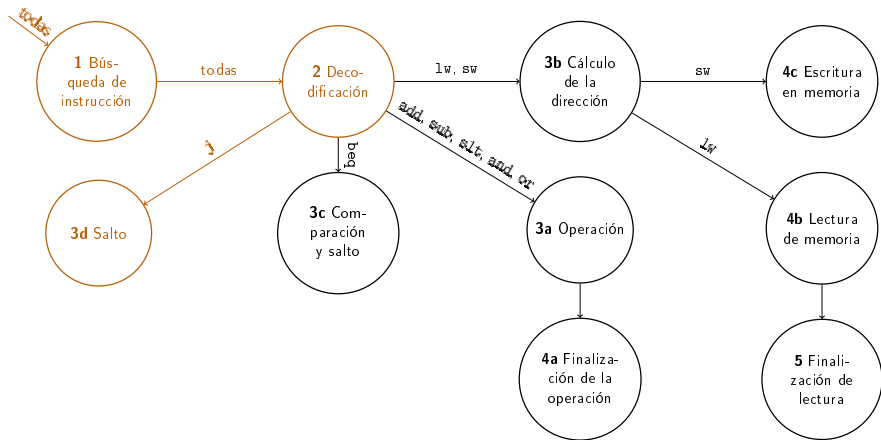 todas
1 Bús-
queda de
instrucción
todas
2 Deco-
dificación
lw, sw
3b Cálculo
de la
dirección
sw
4c Escritura
en memoria
j
beq
add, sub, slt, and, or
lw
3d Salto
3c Com-
paración
y salto
3a Operación
4b Lectura
de memoria
4a Finaliza-
ción de la
operación
5 Finali-
zación de
lectura